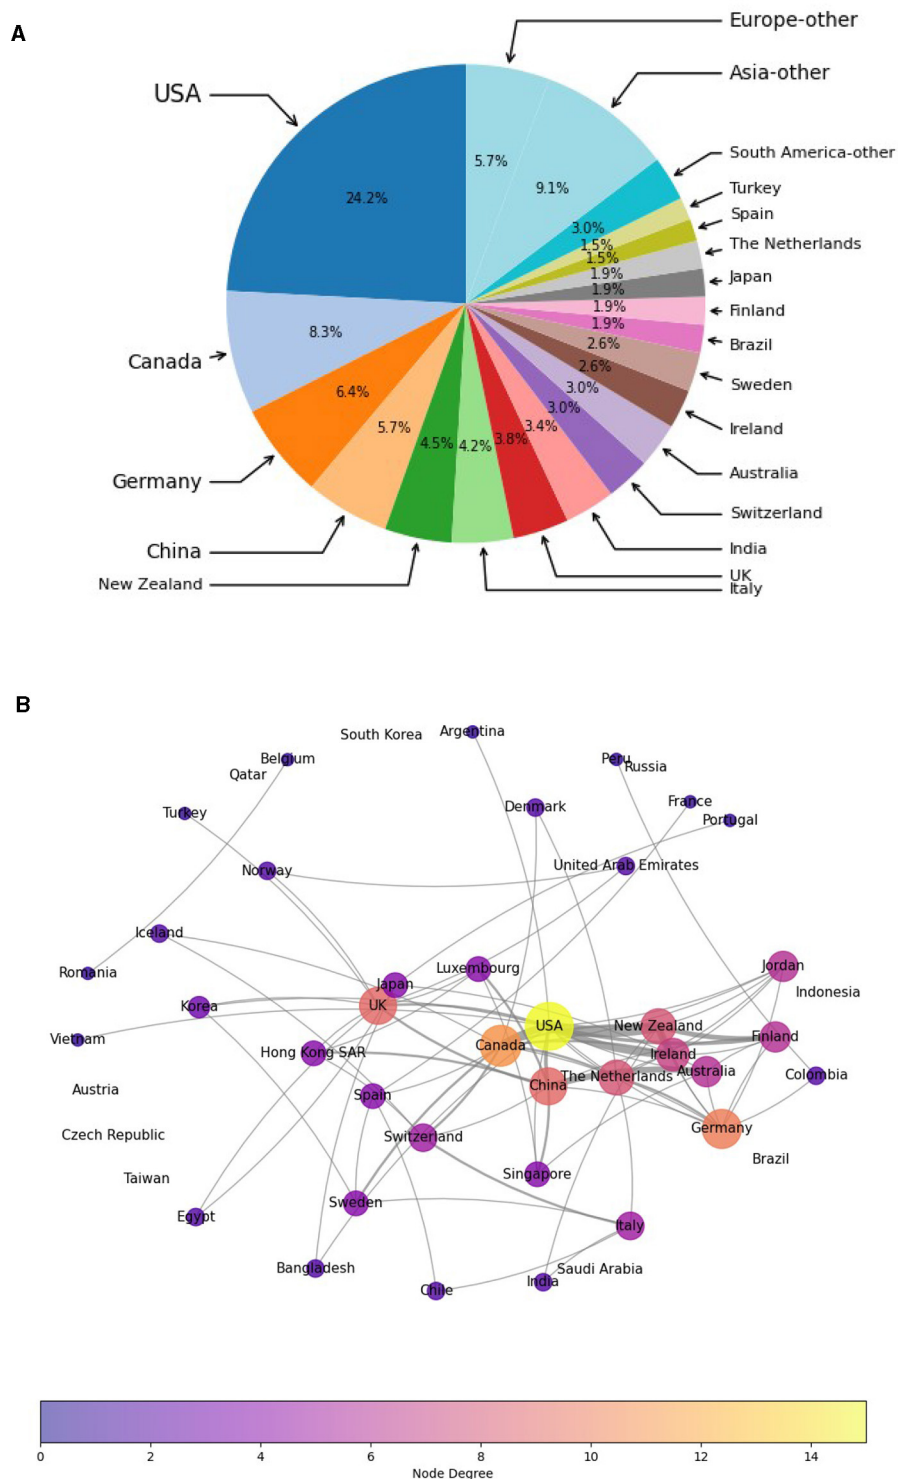 A
Europe-other
Asia-other
USA
South America-other
Turkey
Spain
The Netherlands
Japan
Finland
Brazil
Sweden
Ireland
Australia
Switzerland
India
UK
Italy
Canada
Germany
China
New Zealand
5.7%
9.1%
24.2%
3.0%
1.5%
1.5%
1.9%
1.9%
1.9%
1.9%
2.6%
2.6%
3.0%
3.0%
3.4%
3.8%
4.2%
4.5%
5.7%
6.4%
8.3%
B
South Korea
Argentina
Belgium
Qatar
Peru
Russia
Turkey
Denmark
France
Portugal
Norway
United Arab Emirates
Iceland
Romania
Japan
Luxembourg
Jordan
Indonesia
Korea
UK
USA
New Zealand
Finland
Vietnam
Hong Kong SAR
Canada
Ireland
Austria
Spain
China
The Netherlands
Australia
Colombia
Czech Republic
Switzerland
Germany
Brazil
Taiwan
Singapore
Egypt
Sweden
Italy
Bangladesh
Chile
India
Saudi Arabia
0 2 4 6 8 10 12 14
Node Degree